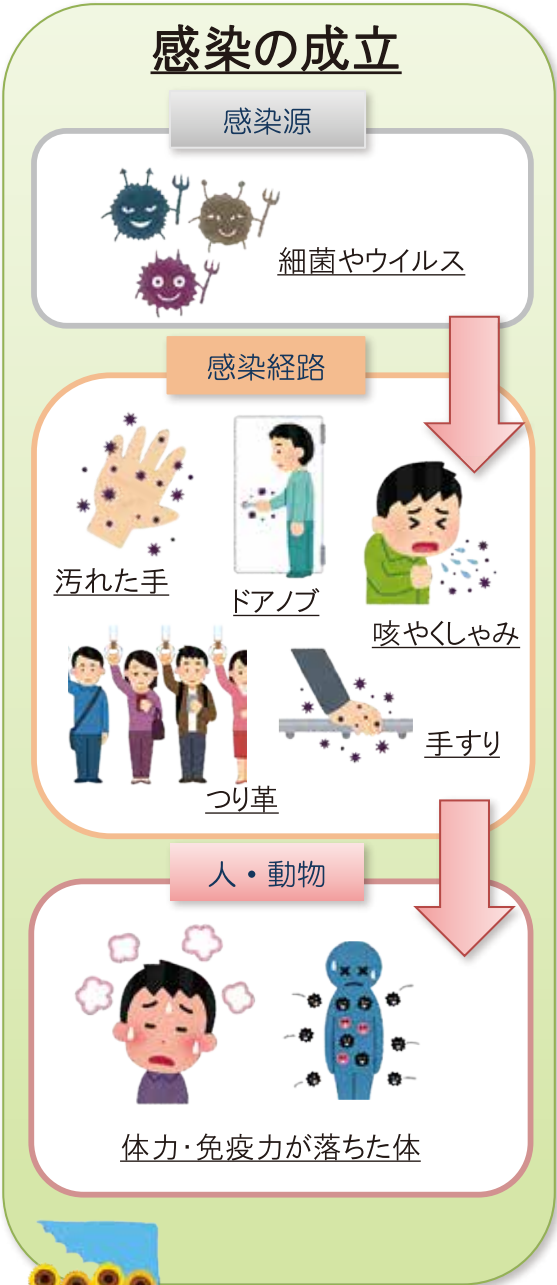 感染の成立
感染源
細菌やウイルス
感染経路
汚れた手
ドアノブ
咳やくしゃみ
つり革
手すり
人・動物
体力・免疫力が落ちた体